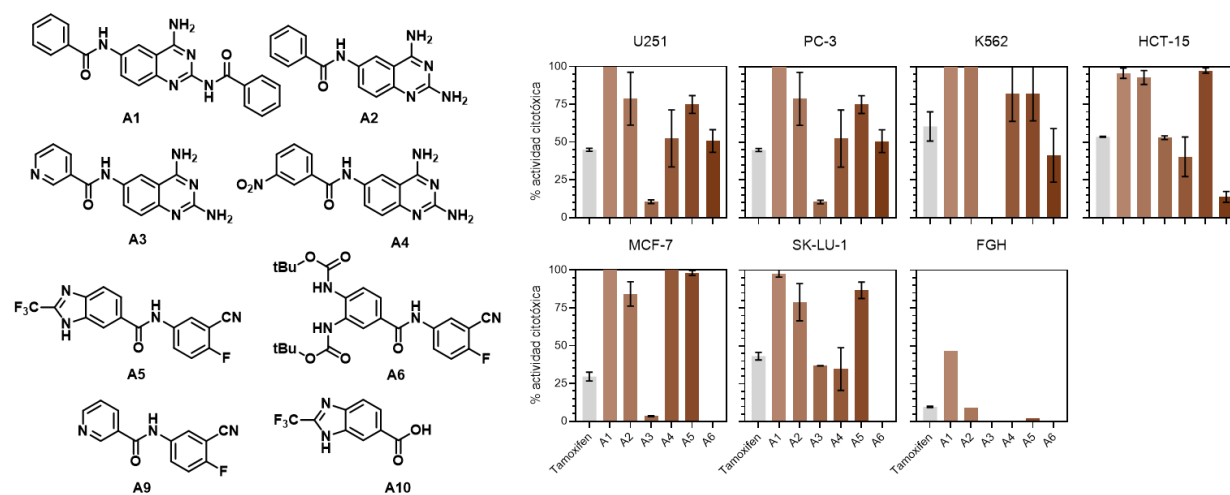 NH₂
H
N
O
N
N
N
H
O
A1
NH₂
H
N
O
N
N
NH₂
A2
NH₂
H
N
N
O
N
N
NH₂
A3
NH₂
H
N
O₂N
O
N
N
NH₂
A4
F₃C
N
N
H
O
H
N
CN
F
A5
tBu
O
O
HN
HN
O
O
tBu
O
H
N
CN
F
A6
N
O
H
N
CN
F
A9
F₃C
N
N
H
O
OH
A10
U251
PC-3
K562
HCT-15
% actividad citotóxica
100
75
50
25
0
MCF-7
SK-LU-1
FGH
% actividad citotóxica
100
75
50
25
0
Tamoxifen A1 A2 A3 A4 A5 A6
Tamoxifen A1 A2 A3 A4 A5 A6
Tamoxifen A1 A2 A3 A4 A5 A6